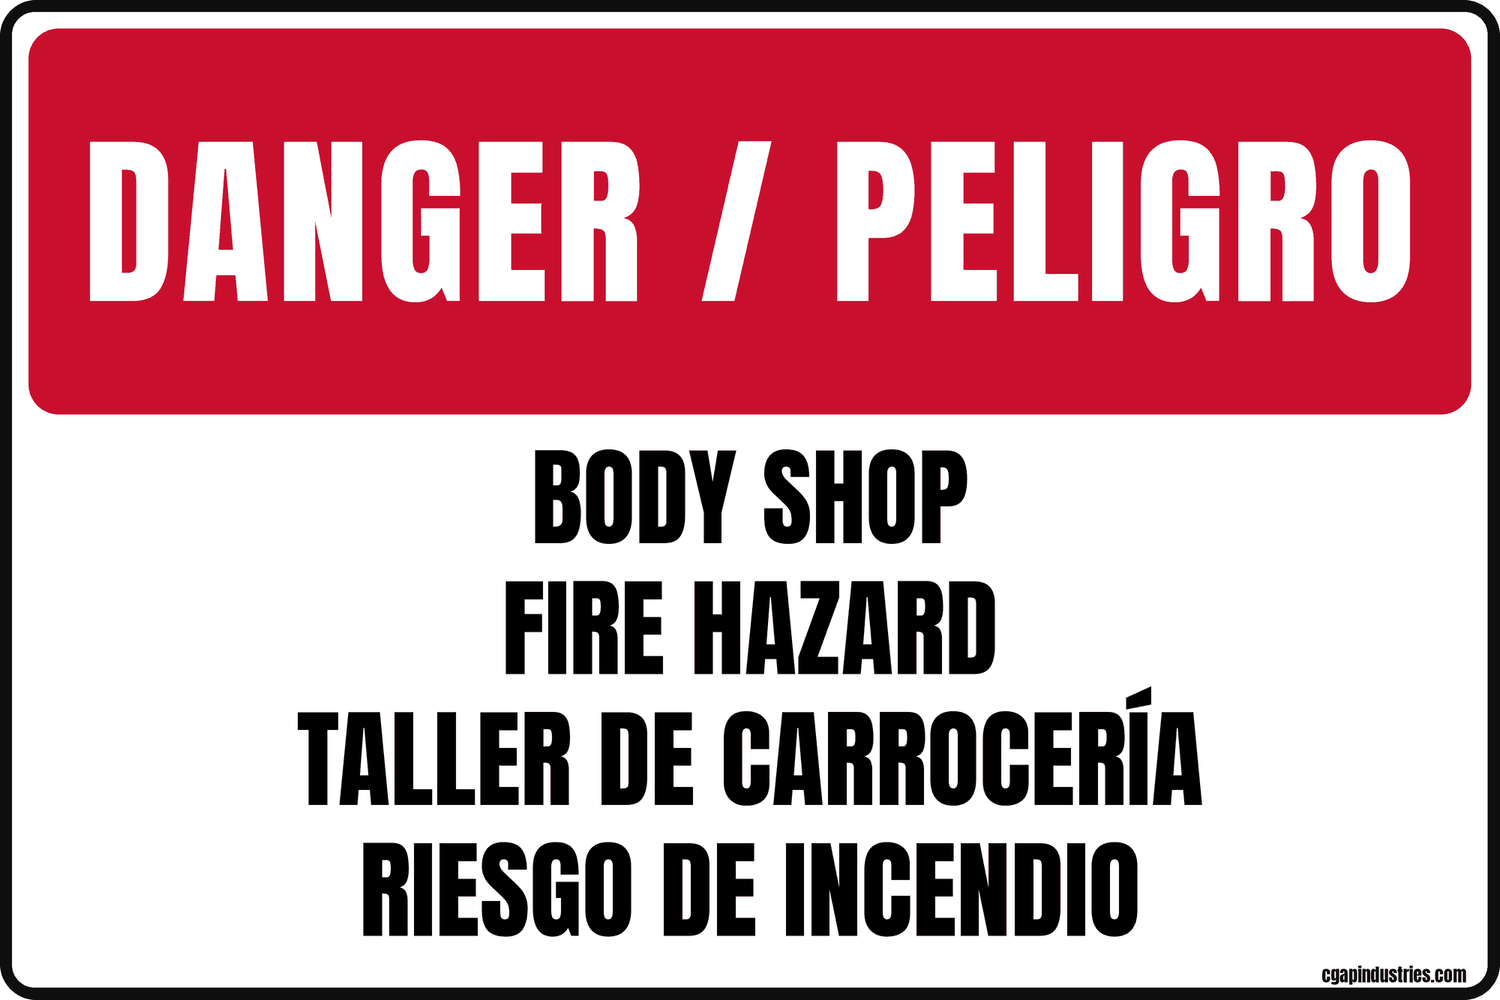 DANGER / PELIGRO
BODY SHOP
FIRE HAZARD
TALLER DE CARROCERÍA
RIESGO DE INCENDIO
cgapindustries.com